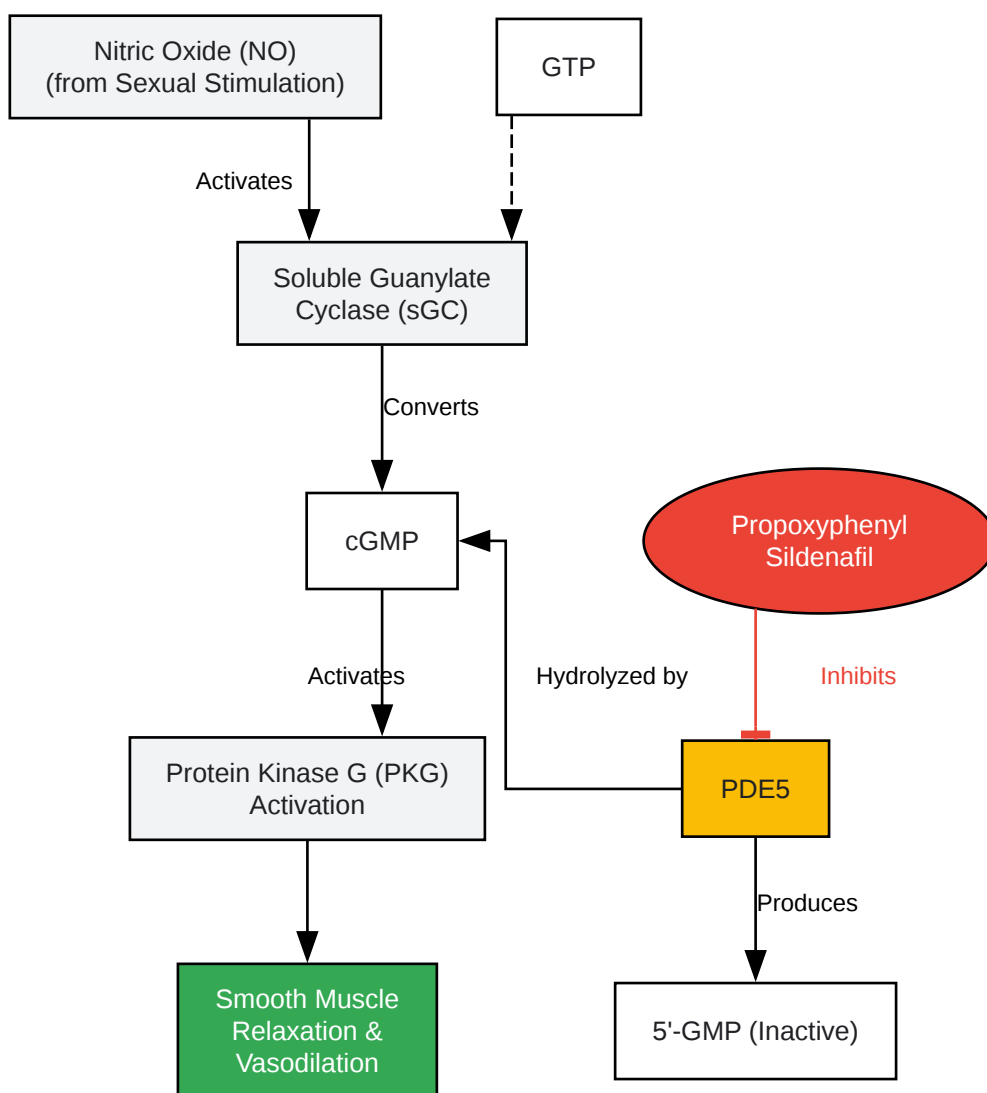 Nitric Oxide (NO)
(from Sexual Stimulation)
GTP
Activates
Soluble Guanylate
Cyclase (sGC)
Converts
cGMP
Propoxyphenyl
Sildenafil
Activates
Hydrolyzed by
Inhibits
Protein Kinase G (PKG)
Activation
PDE5
Produces
Smooth Muscle
Relaxation &
Vasodilation
5'-GMP (Inactive)